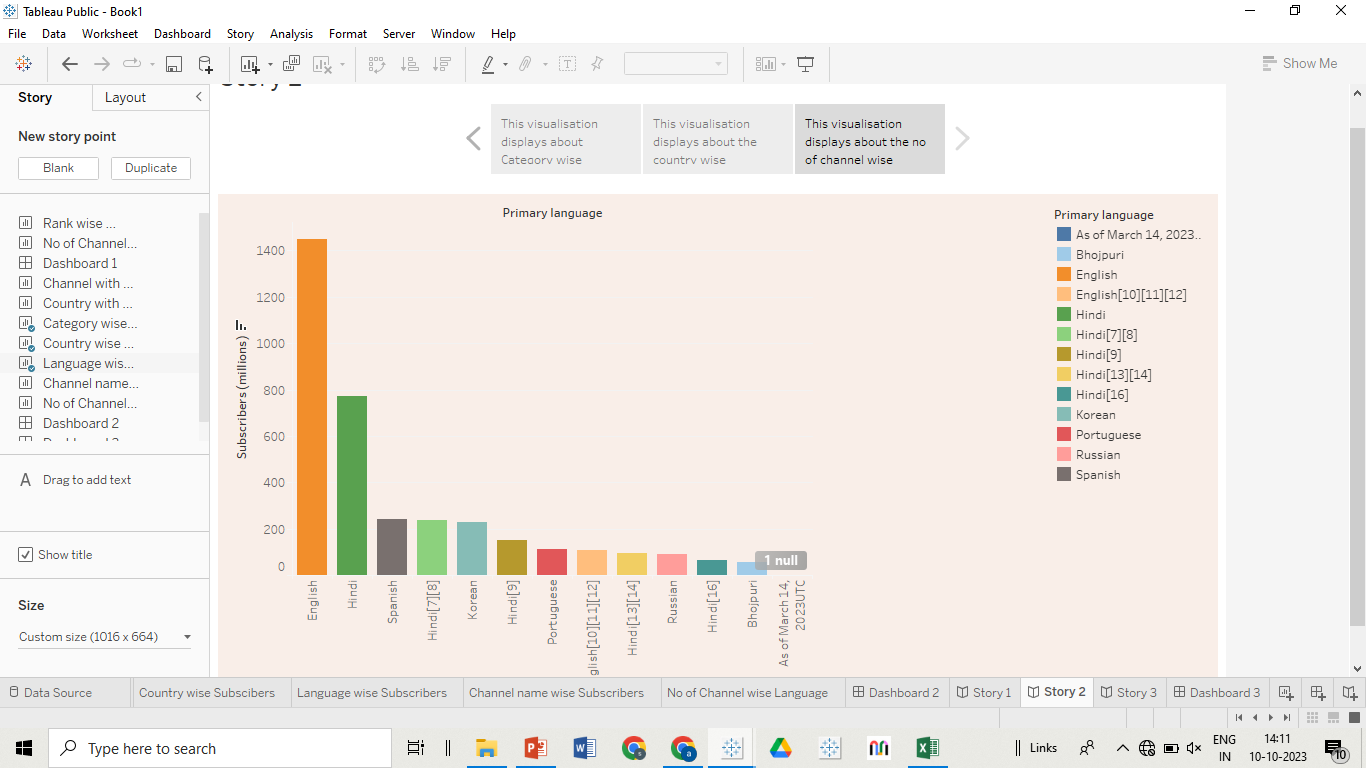 Tableau Public - Book1
File Data Worksheet Dashboard Story Analysis Format Server Window Help
Show Me
Story Layout
New story point
Blank Duplicate
Rank wise ...
No of Channel...
Dashboard 1
Channel with ...
Country with ...
Category wise...
Country wise ...
Language wis...
Channel name...
No of Channel...
Dashboard 2
A Drag to add text
Show title
Size
Custom size (1016 x 664)
This visualisation
displays about
Category wise
This visualisation
displays about the
country wise
This visualisation
displays about the no
of channel wise
Primary language
Subscribers (millions)
1400
1200
1000
800
600
400
200
0
1 null
English
Hindi
Spanish
Hindi[7][8]
Korean
Hindi[9]
Portuguese
glish[10][11][12]
Hindi[13][14]
Russian
Hindi[16]
Bhojpuri
As of March 14,
2023UTC
Primary language
As of March 14, 2023..
Bhojpuri
English
English[10][11][12]
Hindi
Hindi[7][8]
Hindi[9]
Hindi[13][14]
Hindi[16]
Korean
Portuguese
Russian
Spanish
Data Source Country wise Subscibers Language wise Subscribers Channel name wise Subscribers No of Channel wise Language Dashboard 2 Story 1 Story 2 Story 3 Dashboard 3
Type here to search
Links
ENG
IN
14:11
10-10-2023
10